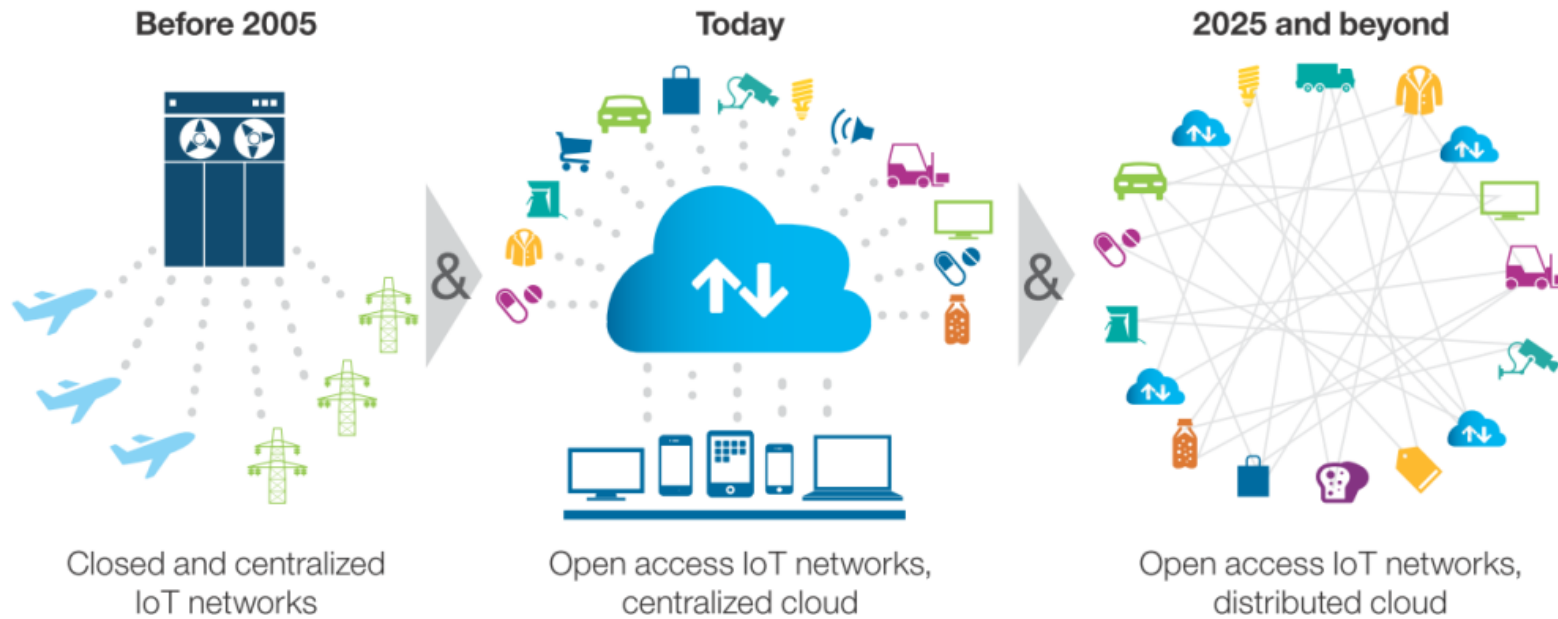 Before 2005
Today
2025 and beyond
&
&
Closed and centralized
IoT networks
Open access IoT networks,
centralized cloud
Open access IoT networks,
distributed cloud